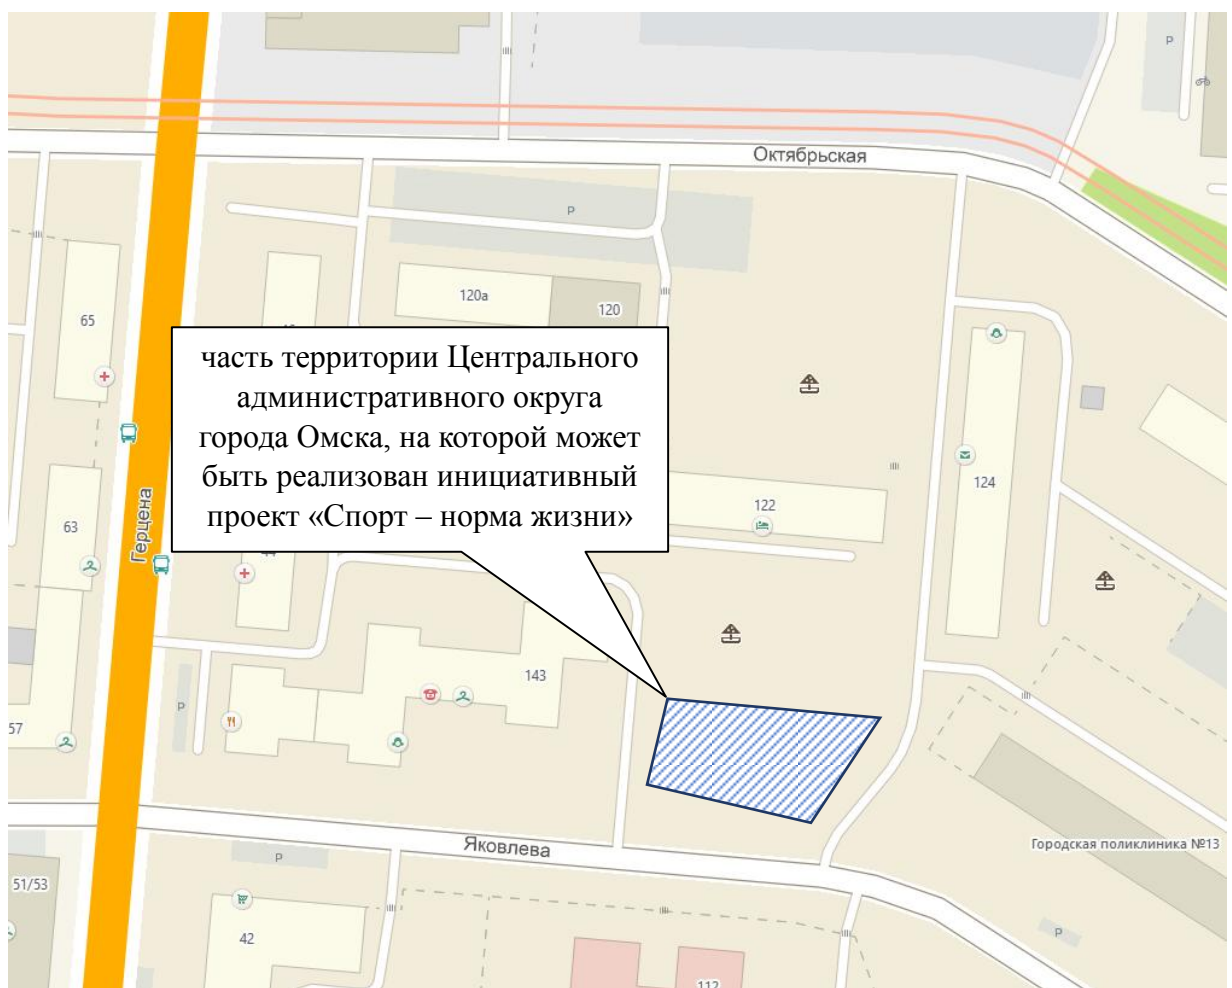 Р
Октябрьская
Р
120а
120
65
часть территории Центрального
административного округа
города Омска, на которой может
быть реализован инициативный
проект «Спорт – норма жизни»
124
122
63
Герцена
44
143
Р
57
Яковлева
Городская поликлиника №13
Р
51/53
Р
42
112